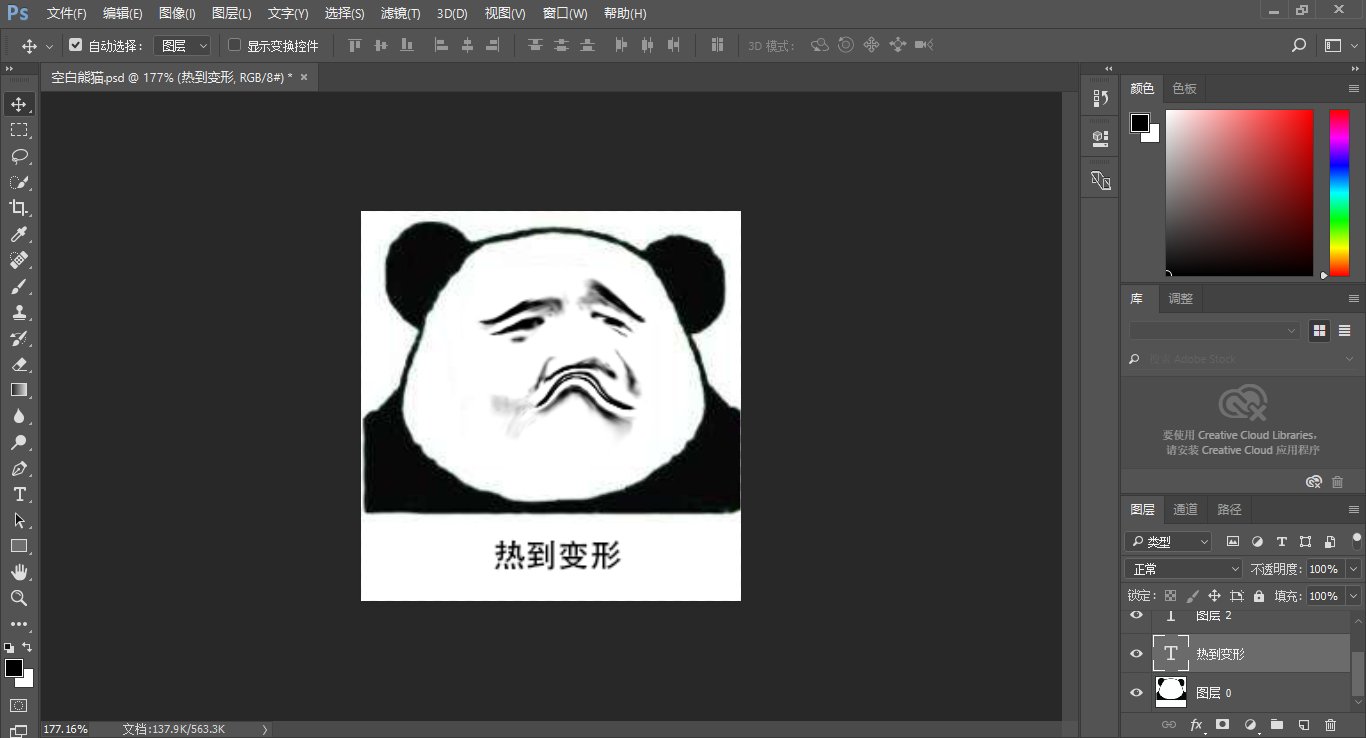 Ps 文件(F) 编辑(E) 图像(I) 图层(L) 文字(Y) 选择(S) 滤镜(T) 3D(D) 视图(V) 窗口(W) 帮助(H)
自动选择： 图层 显示变换控件 3D 模式：
空白熊猫.psd @ 177% (热到变形, RGB/8#) * ×
颜色 色板
库 调整
搜索 Adobe Stock
要使用 Creative Cloud Libraries，
请安装 Creative Cloud 应用程序
图层 通道 路径
类型
正常 不透明度: 100%
锁定: 填充: 100%
图层 2
T 热到变形
图层 0
fx
热到变形
177.16% 文档:137.9K/563.3K